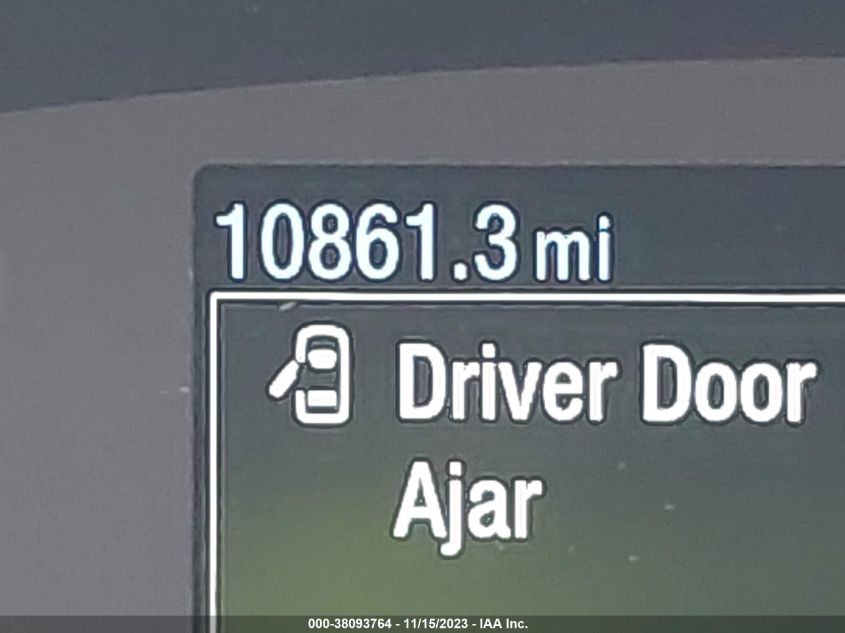 10861.3 mi
Driver Door
Ajar
000-38093764 - 11/15/2023 - IAA Inc.